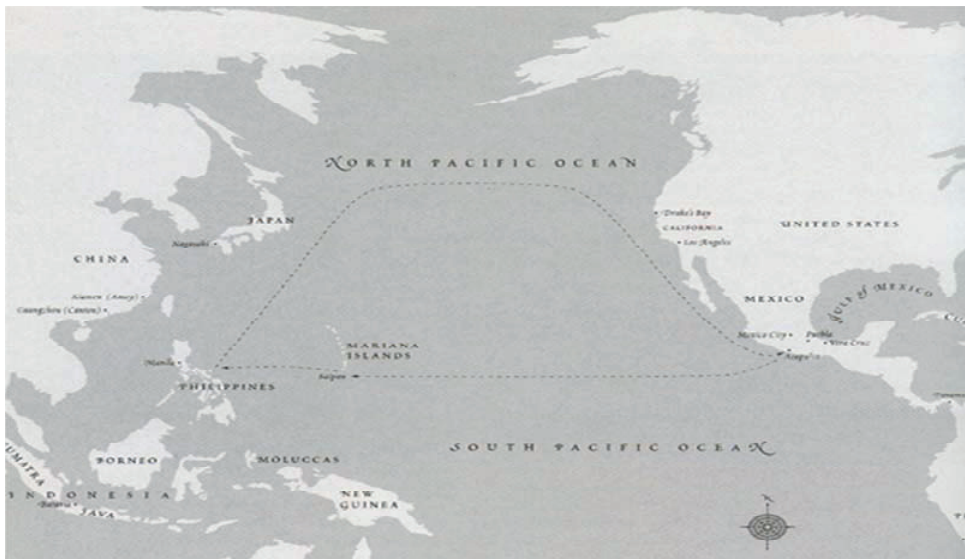 NORTH PACIFIC OCEAN
Drake's Bay
JAPAN
CALIFORNIA
UNITED STATES
Nagasaki
Los Angeles
CHINA
GULF OF MEXICO
Xiamen (Amoy)
MEXICO
Guangzhou (Canton)
Mexico City
Puebla
Vera Cruz
MARIANA
ISLANDS
Acapulco
Manila
Saipan
PHILIPPINES
SOUTH PACIFIC OCEAN
SUMATRA
BORNEO
MOLUCCAS
INDONESIA
NEW
GUINEA
Batavia
JAVA